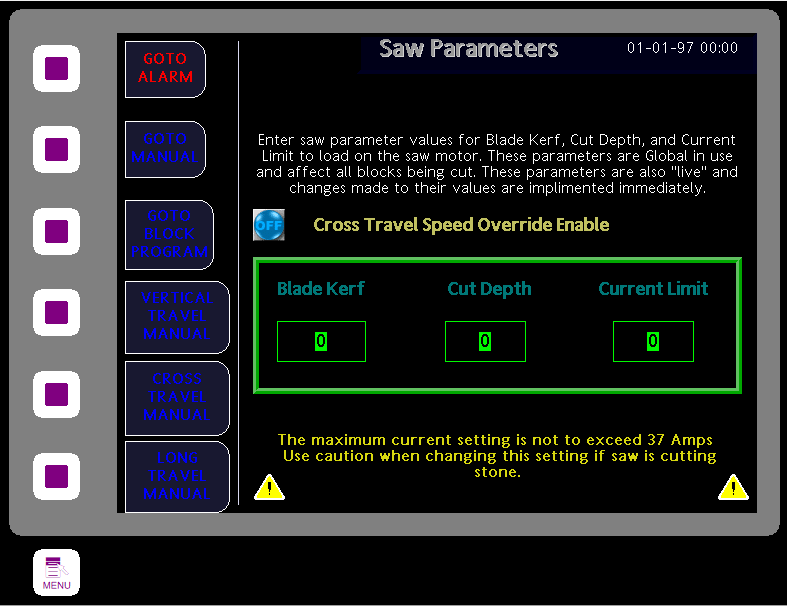 GOTO
ALARM
GOTO
MANUAL
GOTO
BLOCK
PROGRAM
VERTICAL
TRAVEL
MANUAL
CROSS
TRAVEL
MANUAL
LONG
TRAVEL
MANUAL
MENU
Saw Parameters
01-01-97 00:00
Enter saw parameter values for Blade Kerf, Cut Depth, and Current
Limit to load on the saw motor. These parameters are Global in use
and affect all blocks being cut. These parameters are also "live" and
changes made to their values are implimented immediately.
OFF
Cross Travel Speed Override Enable
Blade Kerf Cut Depth Current Limit
0 0 0
The maximum current setting is not to exceed 37 Amps
Use caution when changing this setting if saw is cutting
stone.